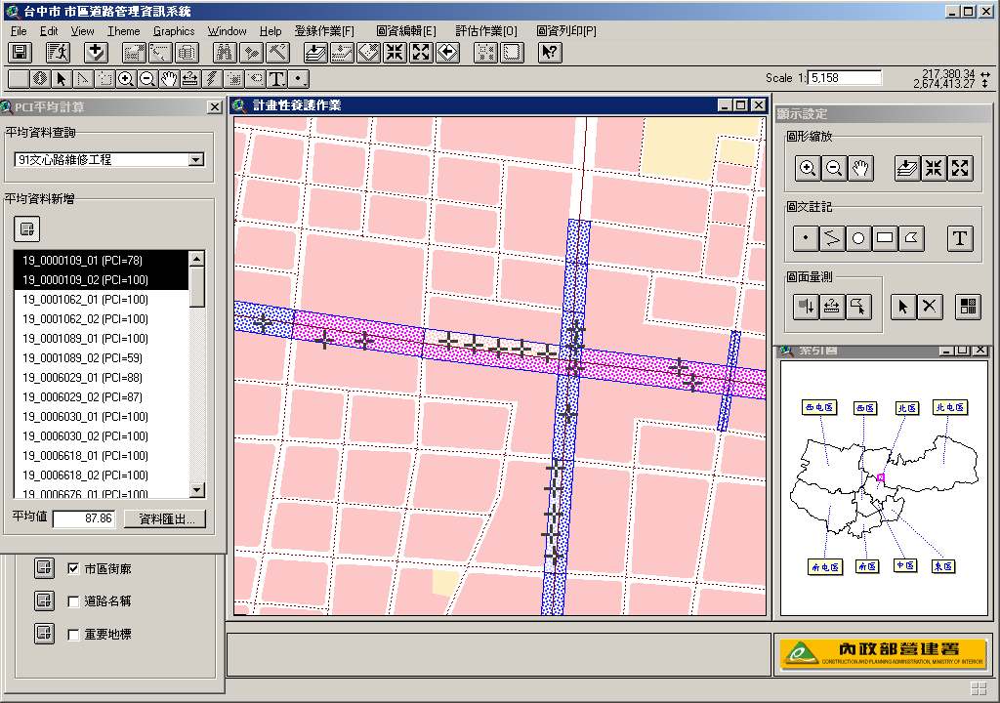 台中市 市區道路管理資訊系統
File Edit View Theme Graphics Window Help 登錄作業[F] 圖資編輯[E] 評估作業[O] 圖資列印[P]
Scale 1: 5,158
217,380.34
2,674,413.27
PCI平均計算
平均資料查詢
91文心路維修工程
平均資料新增
19_0000109_01 (PCI=78)
19_0000109_02 (PCI=100)
19_0001062_01 (PCI=100)
19_0001062_02 (PCI=100)
19_0001089_01 (PCI=100)
19_0001089_02 (PCI=59)
19_0006029_01 (PCI=88)
19_0006029_02 (PCI=87)
19_0006030_01 (PCI=100)
19_0006030_02 (PCI=100)
19_0006618_01 (PCI=100)
19_0006618_02 (PCI=100)
19_0006676_01 (PCI=100)
平均値 87.86 資料匯出...
市區街廓
道路名稱
重要地標
計畫性養護作業
顯示設定
圖形縮放
圖文註記
圖面量測
索引圖
西屯区
西区
北区
北屯区
南屯区
南区
中区
東区
內政部營建署
CONSTRUCTION AND PLANNING ADMINISTRATION, MINISTRY OF INTERIOR